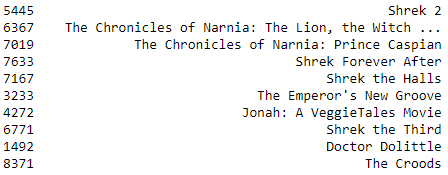 5445 Shrek 2
6367 The Chronicles of Narnia: The Lion, the Witch ...
7019 The Chronicles of Narnia: Prince Caspian
7633 Shrek Forever After
7167 Shrek the Halls
3233 The Emperor's New Groove
4272 Jonah: A VeggieTales Movie
6771 Shrek the Third
1492 Doctor Dolittle
8371 The Croods